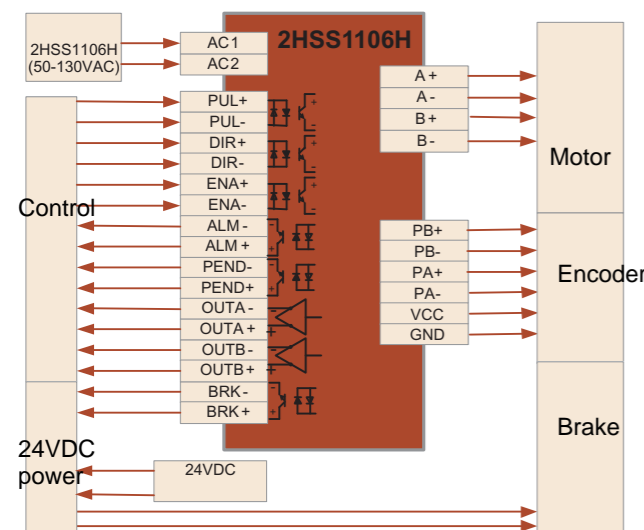 2HSS1106H
(50-130VAC)
AC1
AC2
2HSS1106H
PUL+
PUL-
DIR+
DIR-
ENA+
ENA-
ALM-
ALM+
PEND-
PEND+
OUTA-
OUTA+
OUTB-
OUTB+
BRK-
BRK+
Control
24VDC
power
24VDC
A+
A-
B+
B-
Motor
PB+
PB-
PA+
PA-
VCC
GND
Encoder
Brake